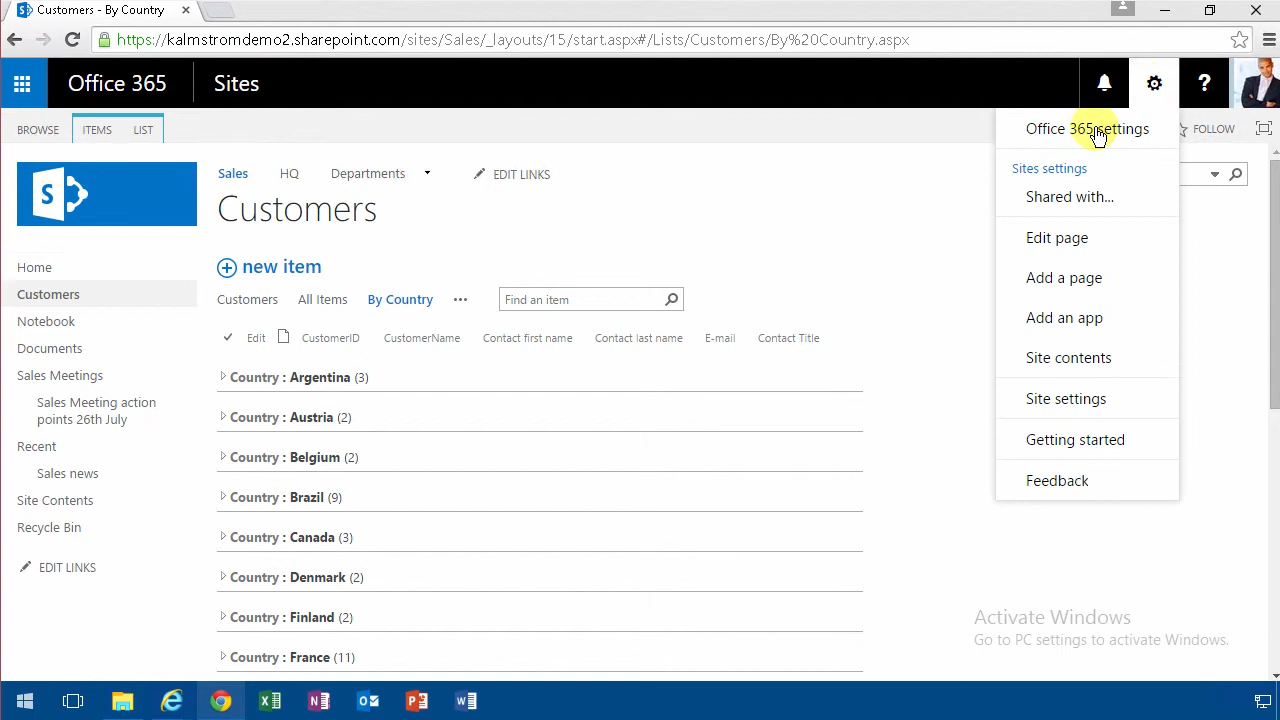 Customers - By Country
https://kalmstromdemo2.sharepoint.com/sites/Sales/_layouts/15/start.aspx#/Lists/Customers/By%20Country.aspx
Office 365
Sites
?
BROWSE
ITEMS
LIST
FOLLOW
Office 365 settings
Sites settings
Shared with...
Edit page
Add a page
Add an app
Site contents
Site settings
Getting started
Feedback
S
Sales
HQ
Departments
EDIT LINKS
Customers
Home
Customers
Notebook
Documents
Sales Meetings
Sales Meeting action
points 26th July
Recent
Sales news
Site Contents
Recycle Bin
EDIT LINKS
new item
Customers
All Items
By Country
Find an item
Edit
CustomerID
CustomerName
Contact first name
Contact last name
E-mail
Contact Title
Country : Argentina (3)
Country : Austria (2)
Country : Belgium (2)
Country : Brazil (9)
Country : Canada (3)
Country : Denmark (2)
Country : Finland (2)
Country : France (11)
Activate Windows
Go to PC settings to activate Windows.